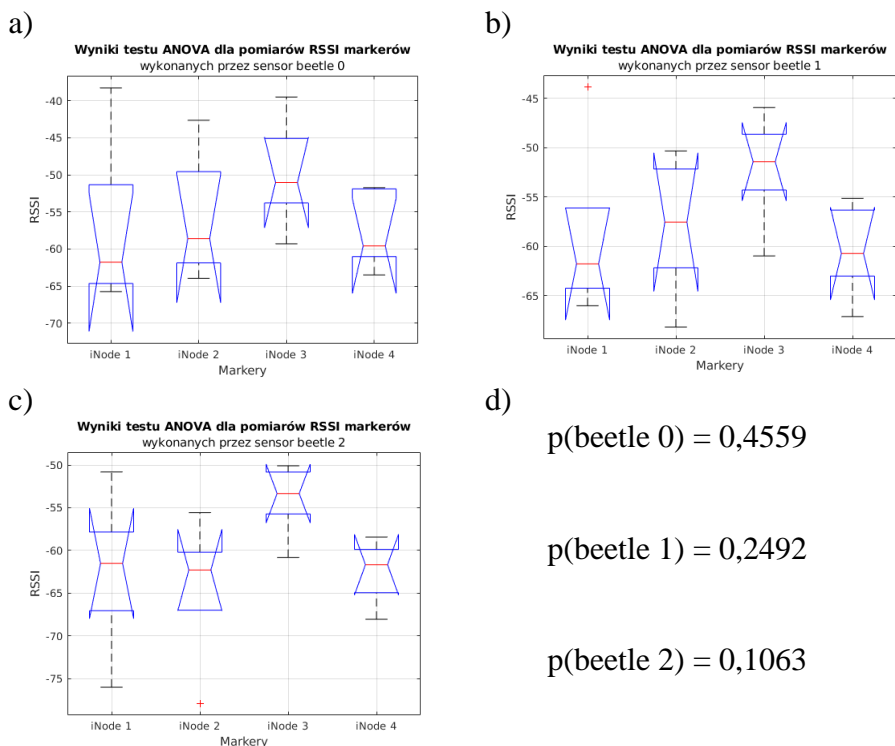 a)
Wyniki testu ANOVA dla pomiarów RSSI markerów
wykonanych przez sensor beetle 0
-40
-45
-50
-55
-60
-65
-70
RSSI
iNode 1 iNode 2 iNode 3 iNode 4
Markery
b)
Wyniki testu ANOVA dla pomiarów RSSI markerów
wykonanych przez sensor beetle 1
-45
-50
-55
-60
-65
RSSI
iNode 1 iNode 2 iNode 3 iNode 4
Markery
c)
Wyniki testu ANOVA dla pomiarów RSSI markerów
wykonanych przez sensor beetle 2
-50
-55
-60
-65
-70
-75
RSSI
iNode 1 iNode 2 iNode 3 iNode 4
Markery
d)
p(beetle 0) = 0,4559
p(beetle 1) = 0,2492
p(beetle 2) = 0,1063